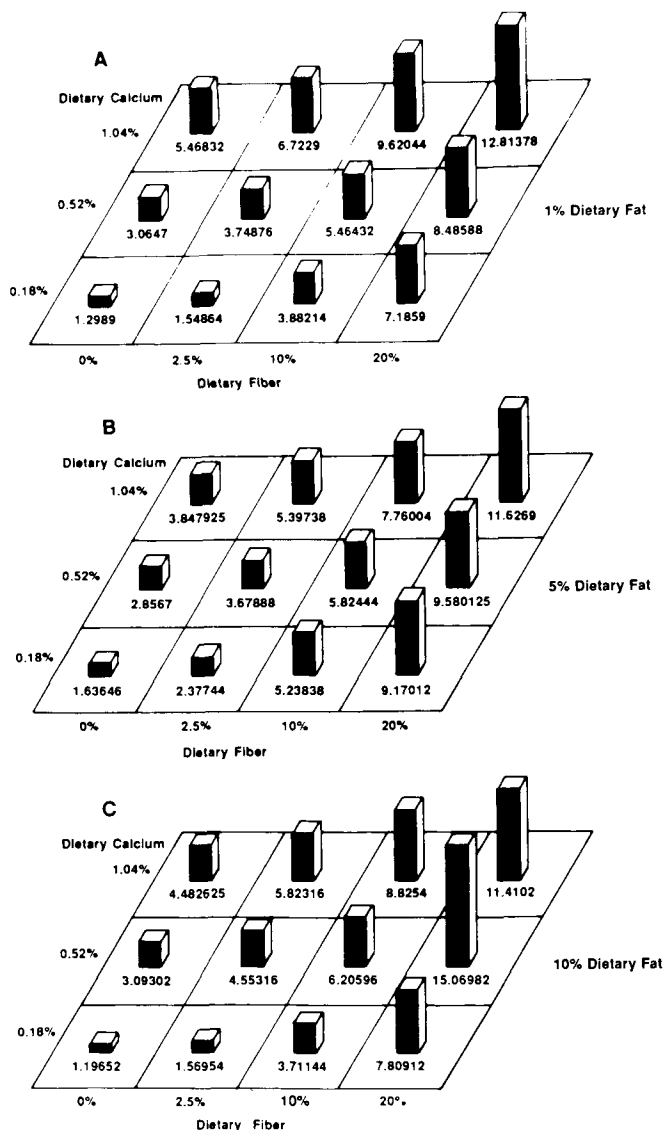 A
Dietary Calcium
1.04%
5.46832 6.7229 9.62044 12.81378
0.52%
3.0647 3.74876 5.46432 8.48588
1% Dietary Fat
0.18%
1.2989 1.54864 3.88214 7.1859
0% 2.5% 10% 20%
Dietary Fiber
B
Dietary Calcium
1.04%
3.847925 5.39738 7.76004 11.6269
0.52%
2.8567 3.67888 5.82444 9.580125
5% Dietary Fat
0.18%
1.63646 2.37744 5.23838 9.17012
0% 2.5% 10% 20%
Dietary Fiber
C
Dietary Calcium
1.04%
4.482625 5.82316 8.8254 11.4102
0.52%
3.09302 4.55316 6.20596 15.06982
10% Dietary Fat
0.18%
1.19652 1.56954 3.71144 7.80912
0% 2.5% 10% 20%
Dietary Fiber